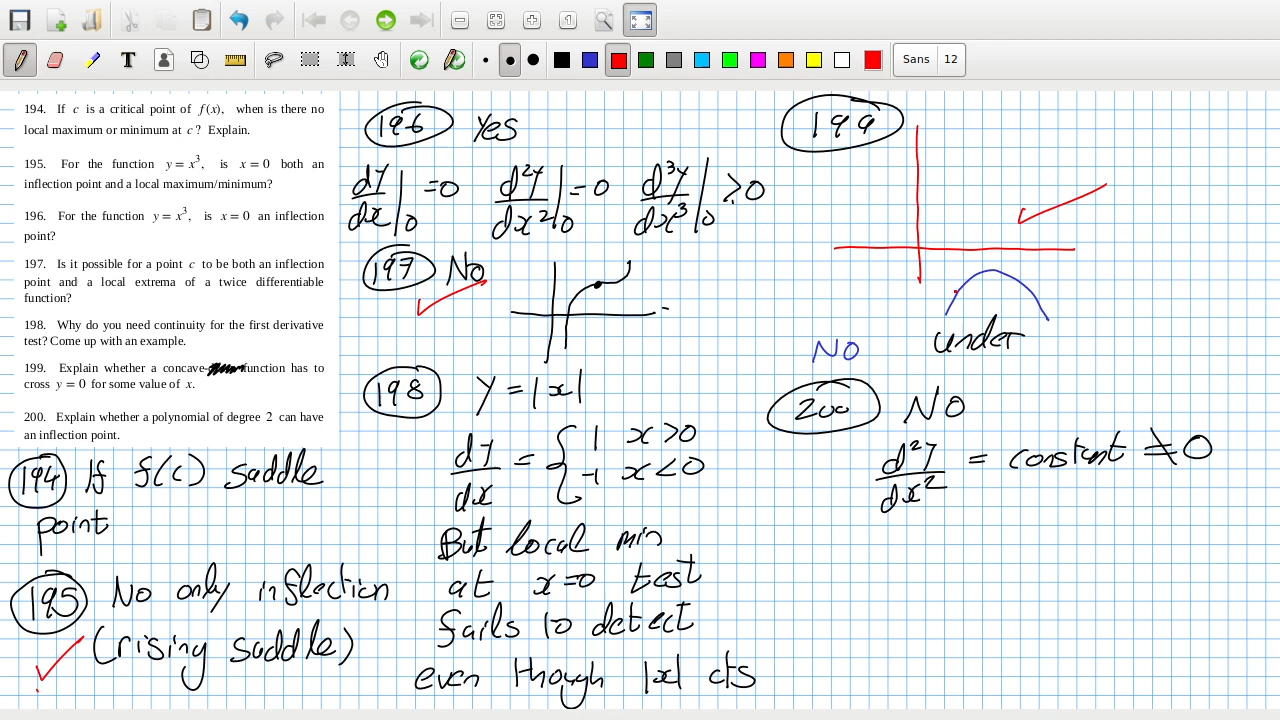 Sans 12
194. If c is a critical point of f(x), when is there no
local maximum or minimum at c? Explain.
195. For the function y = x³, is x = 0 both an
inflection point and a local maximum/minimum?
196. For the function y = x³, is x = 0 an inflection
point?
197. Is it possible for a point c to be both an inflection
point and a local extrema of a twice differentiable
function?
198. Why do you need continuity for the first derivative
test? Come up with an example.
199. Explain whether a concave- function has to
cross y = 0 for some value of x.
200. Explain whether a polynomial of degree 2 can have
an inflection point.
194 If f(c) saddle
point
195 No only inflection
(rising saddle)
196 Yes
dy/dx|₀ = 0 d²y/dx²|₀ = 0 d³y/dx³|₀ > 0
197 No
198 y = |x|
dy/dx = { 1 x>0
-1 x<0
But local min
at x=0 test
fails to detect
even though |x| cts
199
under
NO
200 NO
d²y/dx² = constant ≠ 0